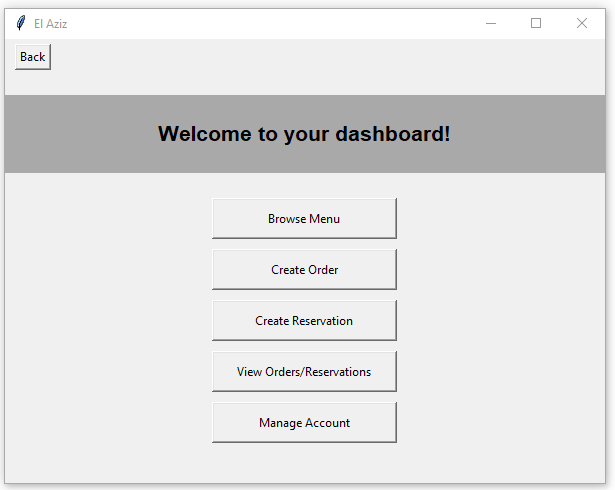 El Aziz
Back
Welcome to your dashboard!
Browse Menu
Create Order
Create Reservation
View Orders/Reservations
Manage Account